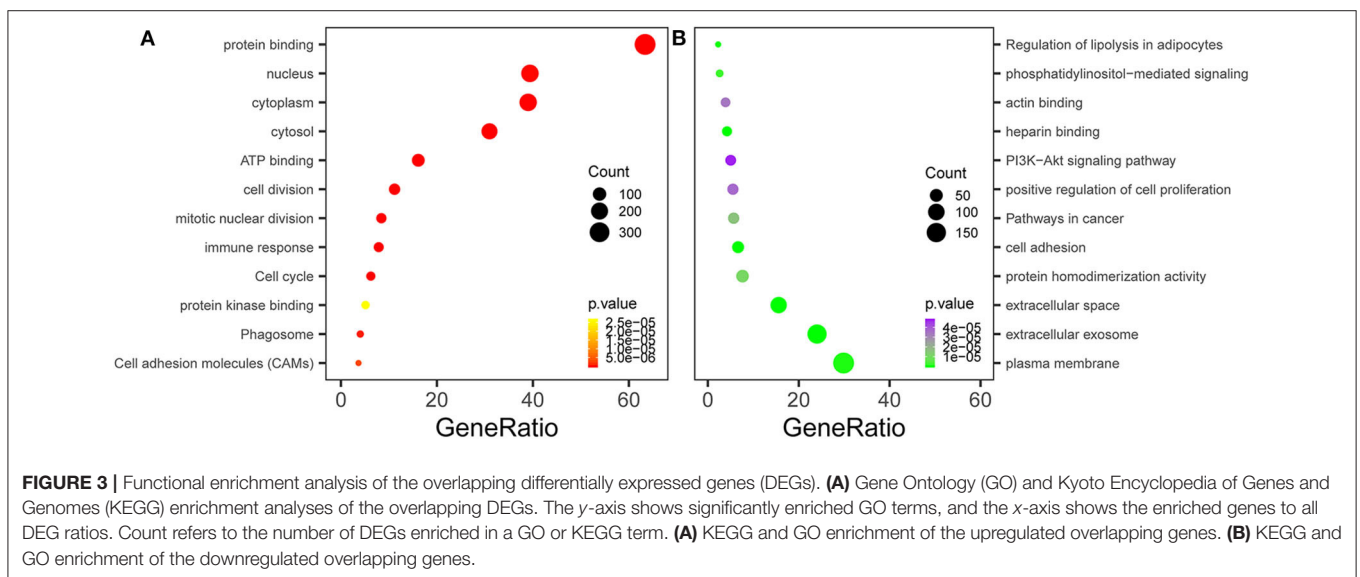 A
protein binding
nucleus
cytoplasm
cytosol
ATP binding
cell division
mitotic nuclear division
immune response
Cell cycle
protein kinase binding
Phagosome
Cell adhesion molecules (CAMs)
Count
100
200
300
p.value
2.5e−05
2.0e−05
1.5e−05
1.0e−05
5.0e−06
0 20 40 60
GeneRatio
B
Regulation of lipolysis in adipocytes
phosphatidylinositol−mediated signaling
actin binding
heparin binding
PI3K−Akt signaling pathway
positive regulation of cell proliferation
Pathways in cancer
cell adhesion
protein homodimerization activity
extracellular space
extracellular exosome
plasma membrane
Count
50
100
150
p.value
4e−05
3e−05
2e−05
1e−05
0 20 40 60
GeneRatio
FIGURE 3 | Functional enrichment analysis of the overlapping differentially expressed genes (DEGs). (A) Gene Ontology (GO) and Kyoto Encyclopedia of Genes and
Genomes (KEGG) enrichment analyses of the overlapping DEGs. The y-axis shows significantly enriched GO terms, and the x-axis shows the enriched genes to all
DEG ratios. Count refers to the number of DEGs enriched in a GO or KEGG term. (A) KEGG and GO enrichment of the upregulated overlapping genes. (B) KEGG and
GO enrichment of the downregulated overlapping genes.